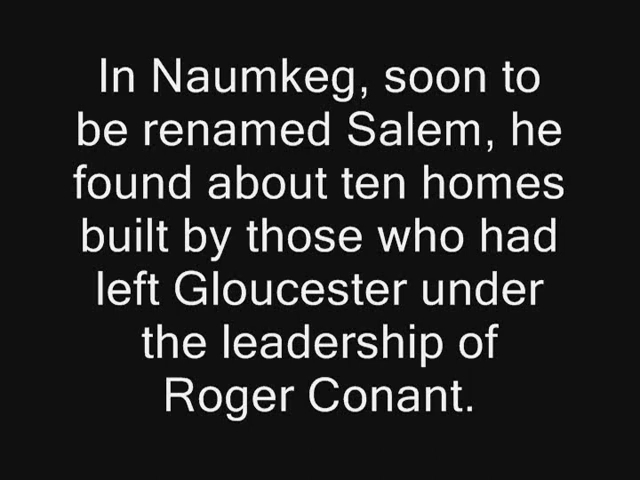 In Naumkeg, soon to
be renamed Salem, he
found about ten homes
built by those who had
left Gloucester under
the leadership of
Roger Conant.